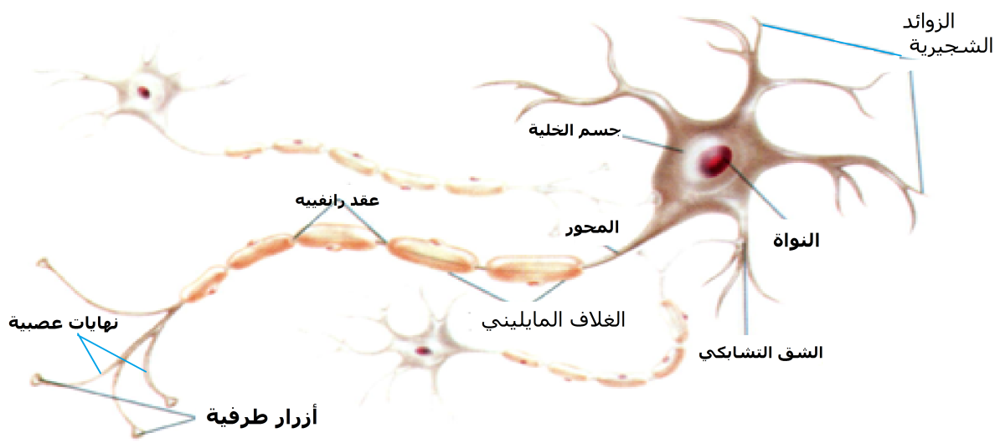 الزوائد
الشجيرية
جسم الخلية
عقد رانفييه
المحور
النواة
الغلاف المايليني
نهايات عصبية
الشق التشابكي
أزرار طرفية